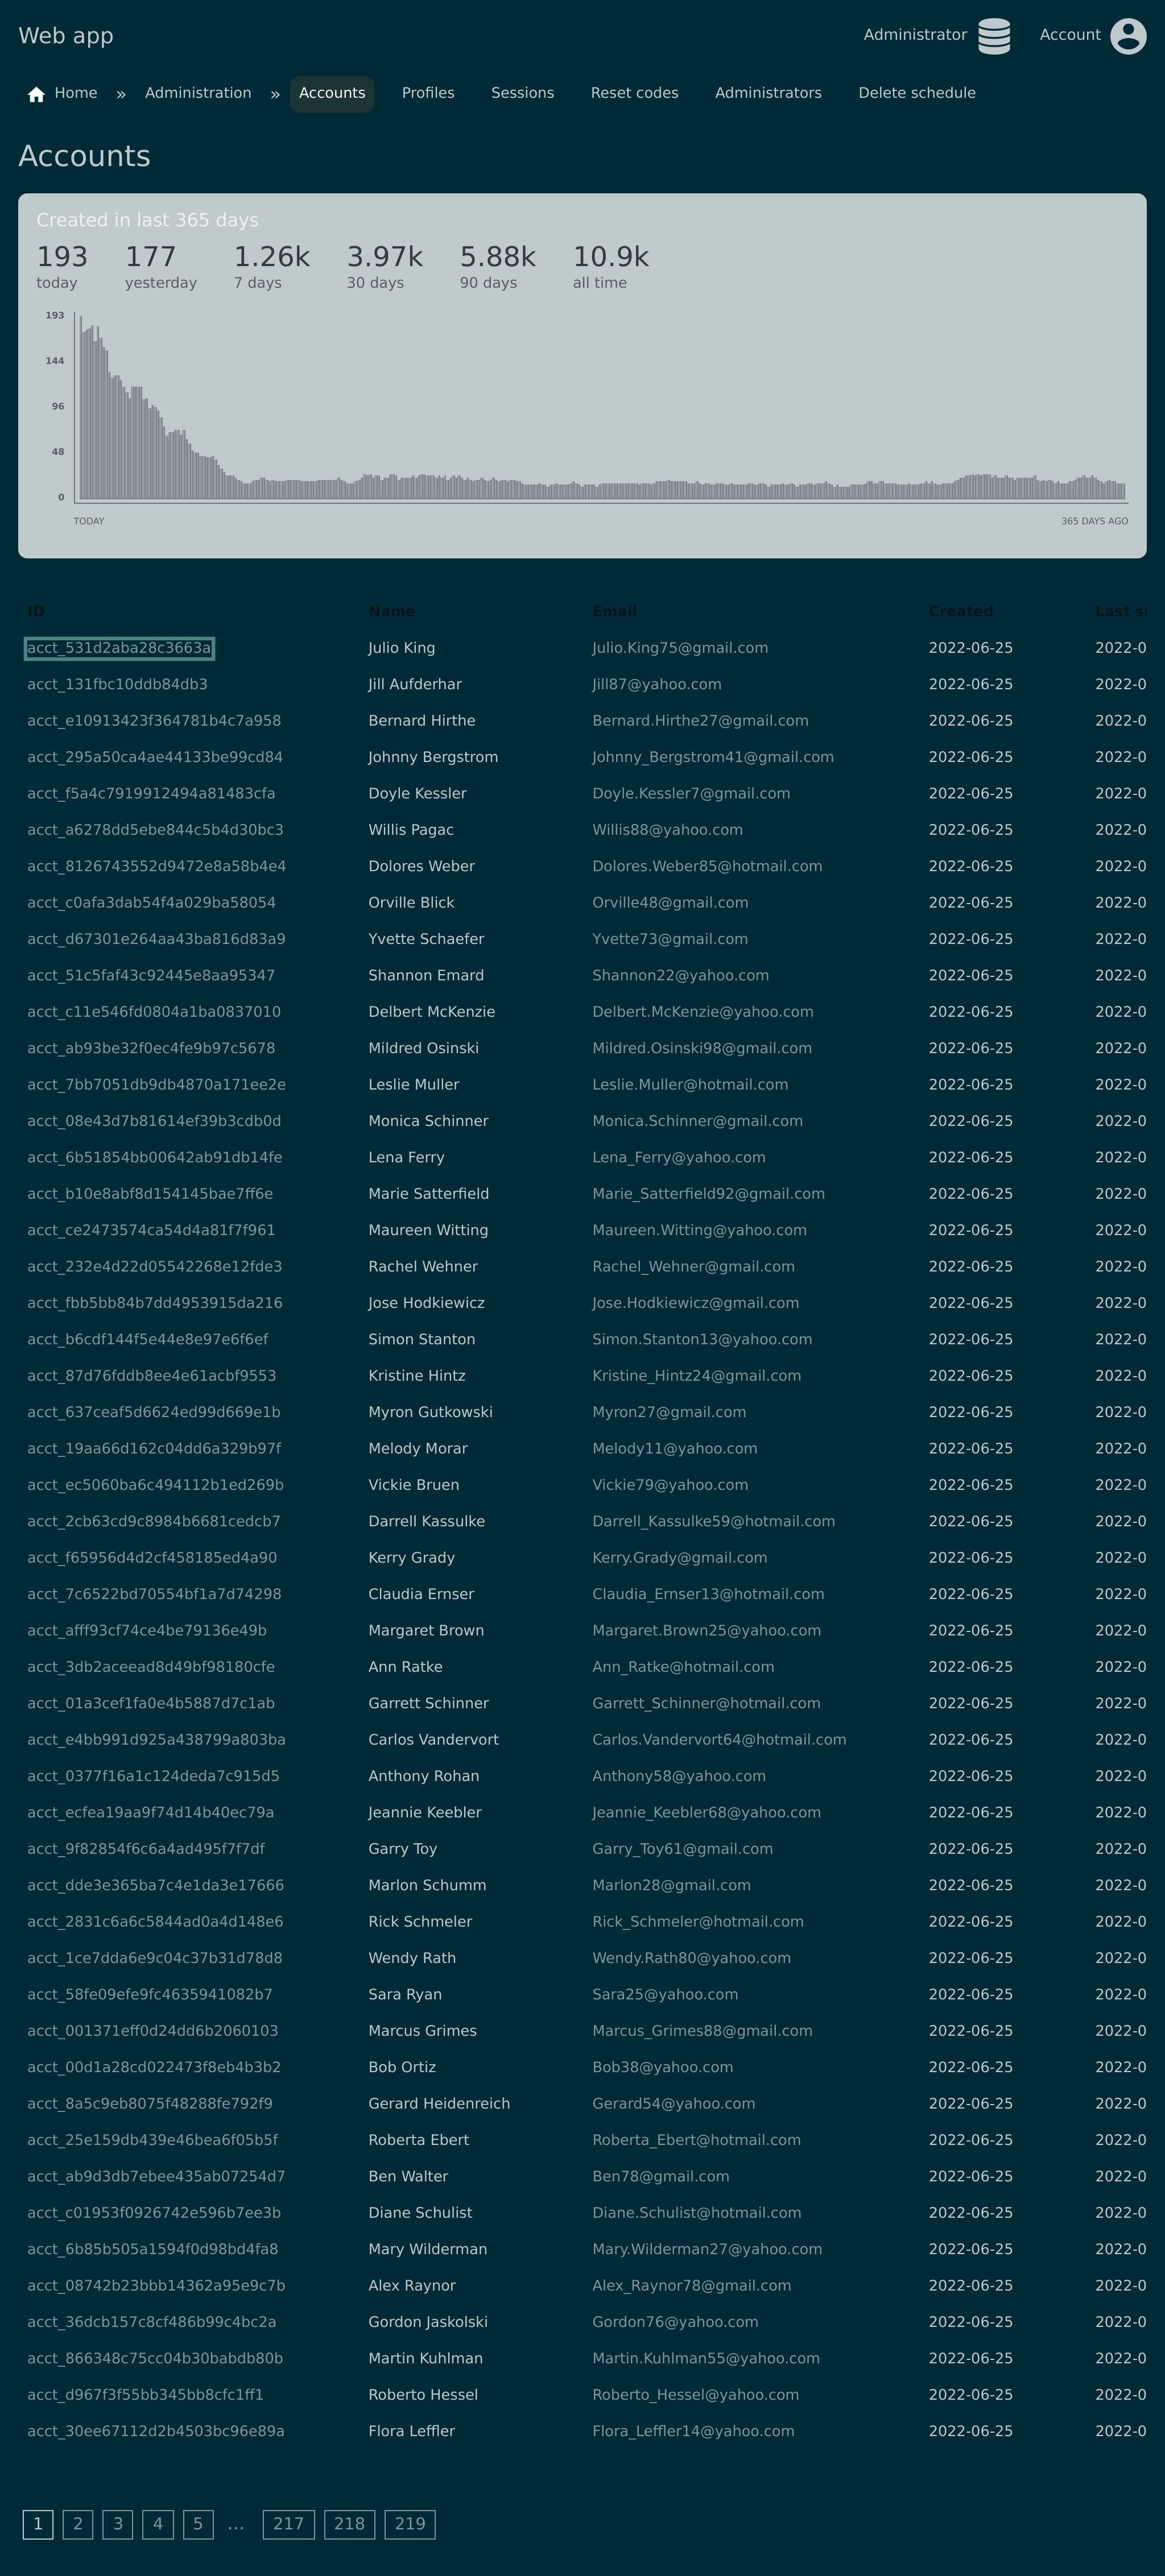 Web app
Administrator
Account
Home » Administration » Accounts Profiles Sessions Reset codes Administrators Delete schedule
Accounts
Created in last 365 days
193 177 1.26k 3.97k 5.88k 10.9k
today yesterday 7 days 30 days 90 days all time
193
144
96
48
0
TODAY 365 DAYS AGO
ID Name Email Created Last si
acct_531d2aba28c3663a Julio King Julio.King75@gmail.com 2022-06-25 2022-0
acct_131fbc10ddb84db3 Jill Aufderhar Jill87@yahoo.com 2022-06-25 2022-0
acct_e10913423f364781b4c7a958 Bernard Hirthe Bernard.Hirthe27@gmail.com 2022-06-25 2022-0
acct_295a50ca4ae44133be99cd84 Johnny Bergstrom Johnny_Bergstrom41@gmail.com 2022-06-25 2022-0
acct_f5a4c7919912494a81483cfa Doyle Kessler Doyle.Kessler7@gmail.com 2022-06-25 2022-0
acct_a6278dd5ebe844c5b4d30bc3 Willis Pagac Willis88@yahoo.com 2022-06-25 2022-0
acct_8126743552d9472e8a58b4e4 Dolores Weber Dolores.Weber85@hotmail.com 2022-06-25 2022-0
acct_c0afa3dab54f4a029ba58054 Orville Blick Orville48@gmail.com 2022-06-25 2022-0
acct_d67301e264aa43ba816d83a9 Yvette Schaefer Yvette73@gmail.com 2022-06-25 2022-0
acct_51c5faf43c92445e8aa95347 Shannon Emard Shannon22@yahoo.com 2022-06-25 2022-0
acct_c11e546fd0804a1ba0837010 Delbert McKenzie Delbert.McKenzie@yahoo.com 2022-06-25 2022-0
acct_ab93be32f0ec4fe9b97c5678 Mildred Osinski Mildred.Osinski98@gmail.com 2022-06-25 2022-0
acct_7bb7051db9db4870a171ee2e Leslie Muller Leslie.Muller@hotmail.com 2022-06-25 2022-0
acct_08e43d7b81614ef39b3cdb0d Monica Schinner Monica.Schinner@gmail.com 2022-06-25 2022-0
acct_6b51854bb00642ab91db14fe Lena Ferry Lena_Ferry@yahoo.com 2022-06-25 2022-0
acct_b10e8abf8d154145bae7ff6e Marie Satterfield Marie_Satterfield92@gmail.com 2022-06-25 2022-0
acct_ce2473574ca54d4a81f7f961 Maureen Witting Maureen.Witting@yahoo.com 2022-06-25 2022-0
acct_232e4d22d05542268e12fde3 Rachel Wehner Rachel_Wehner@gmail.com 2022-06-25 2022-0
acct_fbb5bb84b7dd4953915da216 Jose Hodkiewicz Jose.Hodkiewicz@gmail.com 2022-06-25 2022-0
acct_b6cdf144f5e44e8e97e6f6ef Simon Stanton Simon.Stanton13@yahoo.com 2022-06-25 2022-0
acct_87d76fddb8ee4e61acbf9553 Kristine Hintz Kristine_Hintz24@gmail.com 2022-06-25 2022-0
acct_637ceaf5d6624ed99d669e1b Myron Gutkowski Myron27@gmail.com 2022-06-25 2022-0
acct_19aa66d162c04dd6a329b97f Melody Morar Melody11@yahoo.com 2022-06-25 2022-0
acct_ec5060ba6c494112b1ed269b Vickie Bruen Vickie79@yahoo.com 2022-06-25 2022-0
acct_2cb63cd9c8984b6681cedcb7 Darrell Kassulke Darrell_Kassulke59@hotmail.com 2022-06-25 2022-0
acct_f65956d4d2cf458185ed4a90 Kerry Grady Kerry.Grady@gmail.com 2022-06-25 2022-0
acct_7c6522bd70554bf1a7d74298 Claudia Ernser Claudia_Ernser13@hotmail.com 2022-06-25 2022-0
acct_afff93cf74ce4be79136e49b Margaret Brown Margaret.Brown25@yahoo.com 2022-06-25 2022-0
acct_3db2aceead8d49bf98180cfe Ann Ratke Ann_Ratke@hotmail.com 2022-06-25 2022-0
acct_01a3cef1fa0e4b5887d7c1ab Garrett Schinner Garrett_Schinner@hotmail.com 2022-06-25 2022-0
acct_e4bb991d925a438799a803ba Carlos Vandervort Carlos.Vandervort64@hotmail.com 2022-06-25 2022-0
acct_0377f16a1c124deda7c915d5 Anthony Rohan Anthony58@yahoo.com 2022-06-25 2022-0
acct_ecfea19aa9f74d14b40ec79a Jeannie Keebler Jeannie_Keebler68@yahoo.com 2022-06-25 2022-0
acct_9f82854f6c6a4ad495f7f7df Garry Toy Garry_Toy61@gmail.com 2022-06-25 2022-0
acct_dde3e365ba7c4e1da3e17666 Marlon Schumm Marlon28@gmail.com 2022-06-25 2022-0
acct_2831c6a6c5844ad0a4d148e6 Rick Schmeler Rick_Schmeler@hotmail.com 2022-06-25 2022-0
acct_1ce7dda6e9c04c37b31d78d8 Wendy Rath Wendy.Rath80@yahoo.com 2022-06-25 2022-0
acct_58fe09efe9fc4635941082b7 Sara Ryan Sara25@yahoo.com 2022-06-25 2022-0
acct_001371eff0d24dd6b2060103 Marcus Grimes Marcus_Grimes88@gmail.com 2022-06-25 2022-0
acct_00d1a28cd022473f8eb4b3b2 Bob Ortiz Bob38@yahoo.com 2022-06-25 2022-0
acct_8a5c9eb8075f48288fe792f9 Gerard Heidenreich Gerard54@yahoo.com 2022-06-25 2022-0
acct_25e159db439e46bea6f05b5f Roberta Ebert Roberta_Ebert@hotmail.com 2022-06-25 2022-0
acct_ab9d3db7ebee435ab07254d7 Ben Walter Ben78@gmail.com 2022-06-25 2022-0
acct_c01953f0926742e596b7ee3b Diane Schulist Diane.Schulist@hotmail.com 2022-06-25 2022-0
acct_6b85b505a1594f0d98bd4fa8 Mary Wilderman Mary.Wilderman27@yahoo.com 2022-06-25 2022-0
acct_08742b23bbb14362a95e9c7b Alex Raynor Alex_Raynor78@gmail.com 2022-06-25 2022-0
acct_36dcb157c8cf486b99c4bc2a Gordon Jaskolski Gordon76@yahoo.com 2022-06-25 2022-0
acct_866348c75cc04b30babdb80b Martin Kuhlman Martin.Kuhlman55@yahoo.com 2022-06-25 2022-0
acct_d967f3f55bb345bb8cfc1ff1 Roberto Hessel Roberto_Hessel@yahoo.com 2022-06-25 2022-0
acct_30ee67112d2b4503bc96e89a Flora Leffler Flora_Leffler14@yahoo.com 2022-06-25 2022-0
1 2 3 4 5 … 217 218 219